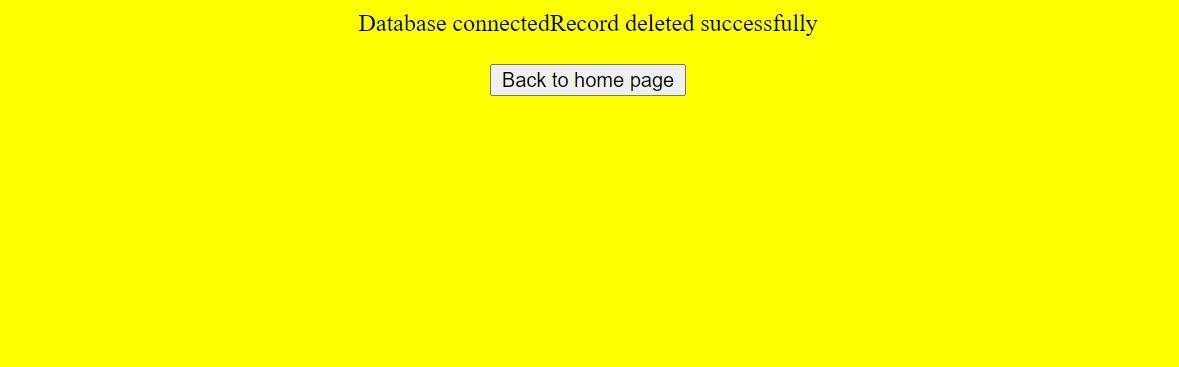 Database connectedRecord deleted successfully
Back to home page